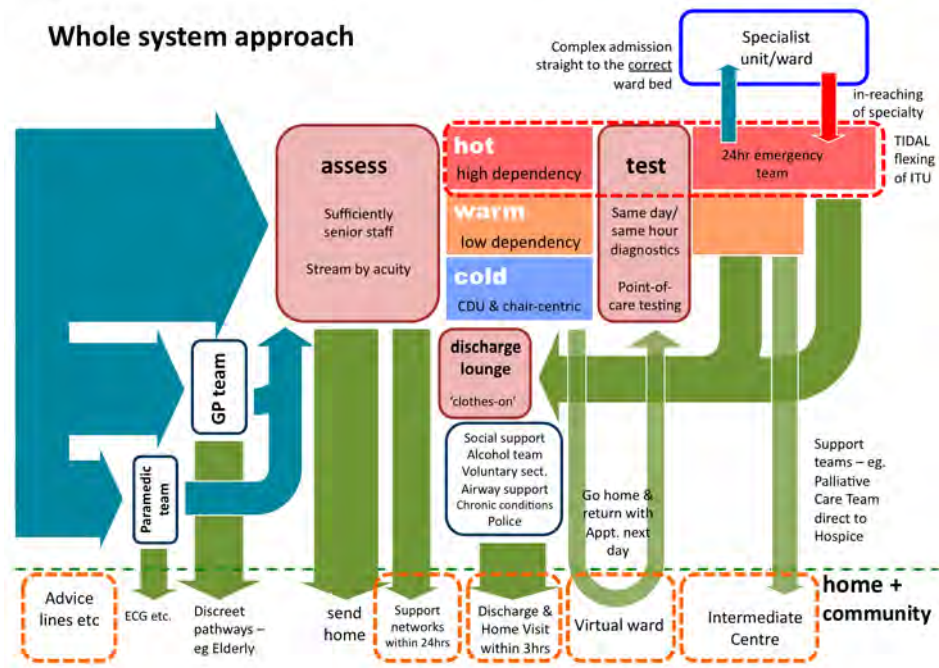 Whole system approach
Complex admission
straight to the correct
ward bed
Specialist
unit/ward
in-reaching
of specialty
TIDAL
flexing
of ITU
assess
Sufficiently
senior staff
Stream by acuity
hot
high dependency
warm
low dependency
cold
CDU & chair-centric
test
Same day/
same hour
diagnostics
Point-of-
care testing
24hr emergency
team
GP team
Paramedic
team
discharge
lounge
'clothes-on'
Social support
Alcohol team
Voluntary sect.
Airway support
Chronic conditions
Police
Go home &
return with
Appt. next
day
Support
teams – eg.
Palliative
Care Team
direct to
Hospice
home +
community
Advice
lines etc
ECG etc.
Discreet
pathways –
eg Elderly
send
home
Support
networks
within 24hrs
Discharge &
Home Visit
within 3hrs
Virtual ward
Intermediate
Centre